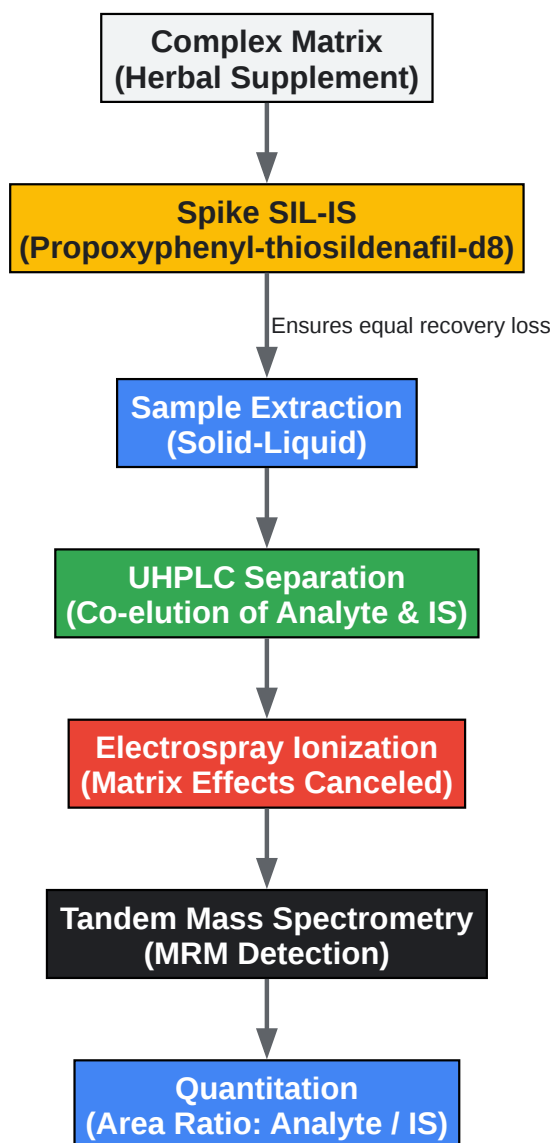 Complex Matrix
(Herbal Supplement)
Spike SIL-IS
(Propoxyphenyl-thiosildenafil-d8)
Ensures equal recovery loss
Sample Extraction
(Solid-Liquid)
UHPLC Separation
(Co-elution of Analyte & IS)
Electrospray Ionization
(Matrix Effects Canceled)
Tandem Mass Spectrometry
(MRM Detection)
Quantitation
(Area Ratio: Analyte / IS)